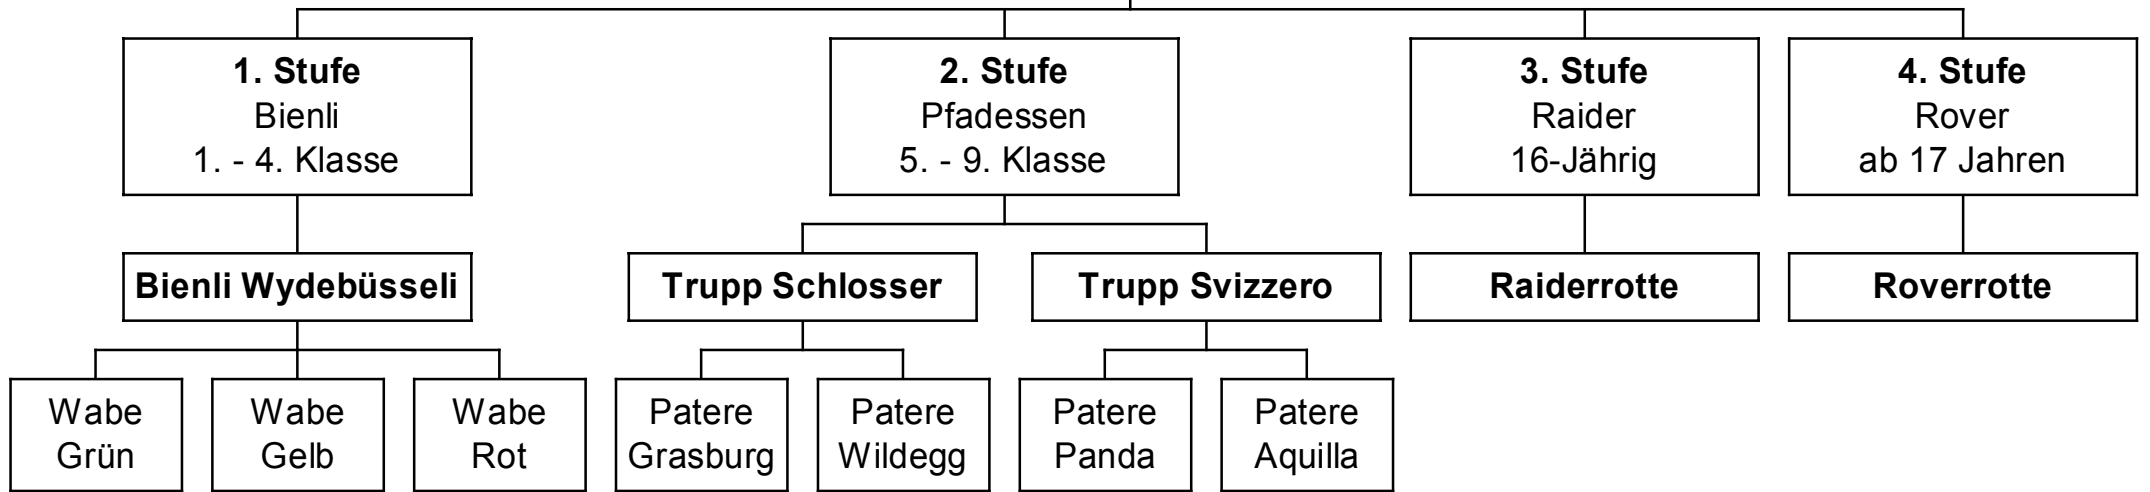 1. Stufe
Bienli
1. - 4. Klasse
2. Stufe
Pfadessen
5. - 9. Klasse
3. Stufe
Raider
16-Jährig
4. Stufe
Rover
ab 17 Jahren
Bienli Wydebüsseli
Trupp Schlosser
Trupp Svizzero
Raiderrotte
Roverrotte
Wabe
Grün
Wabe
Gelb
Wabe
Rot
Patere
Grasburg
Patere
Wildegg
Patere
Panda
Patere
Aquilla